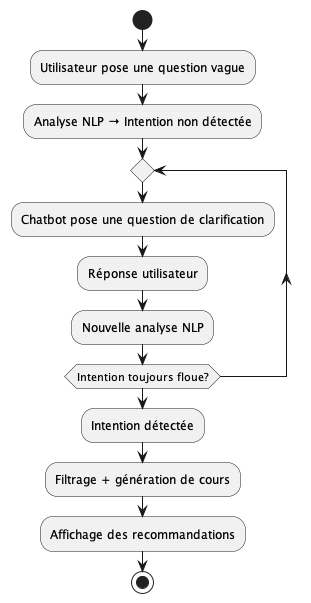 Utilisateur pose une question vague
Analyse NLP → Intention non détectée
Chatbot pose une question de clarification
Réponse utilisateur
Nouvelle analyse NLP
Intention toujours floue?
Intention détectée
Filtrage + génération de cours
Affichage des recommandations